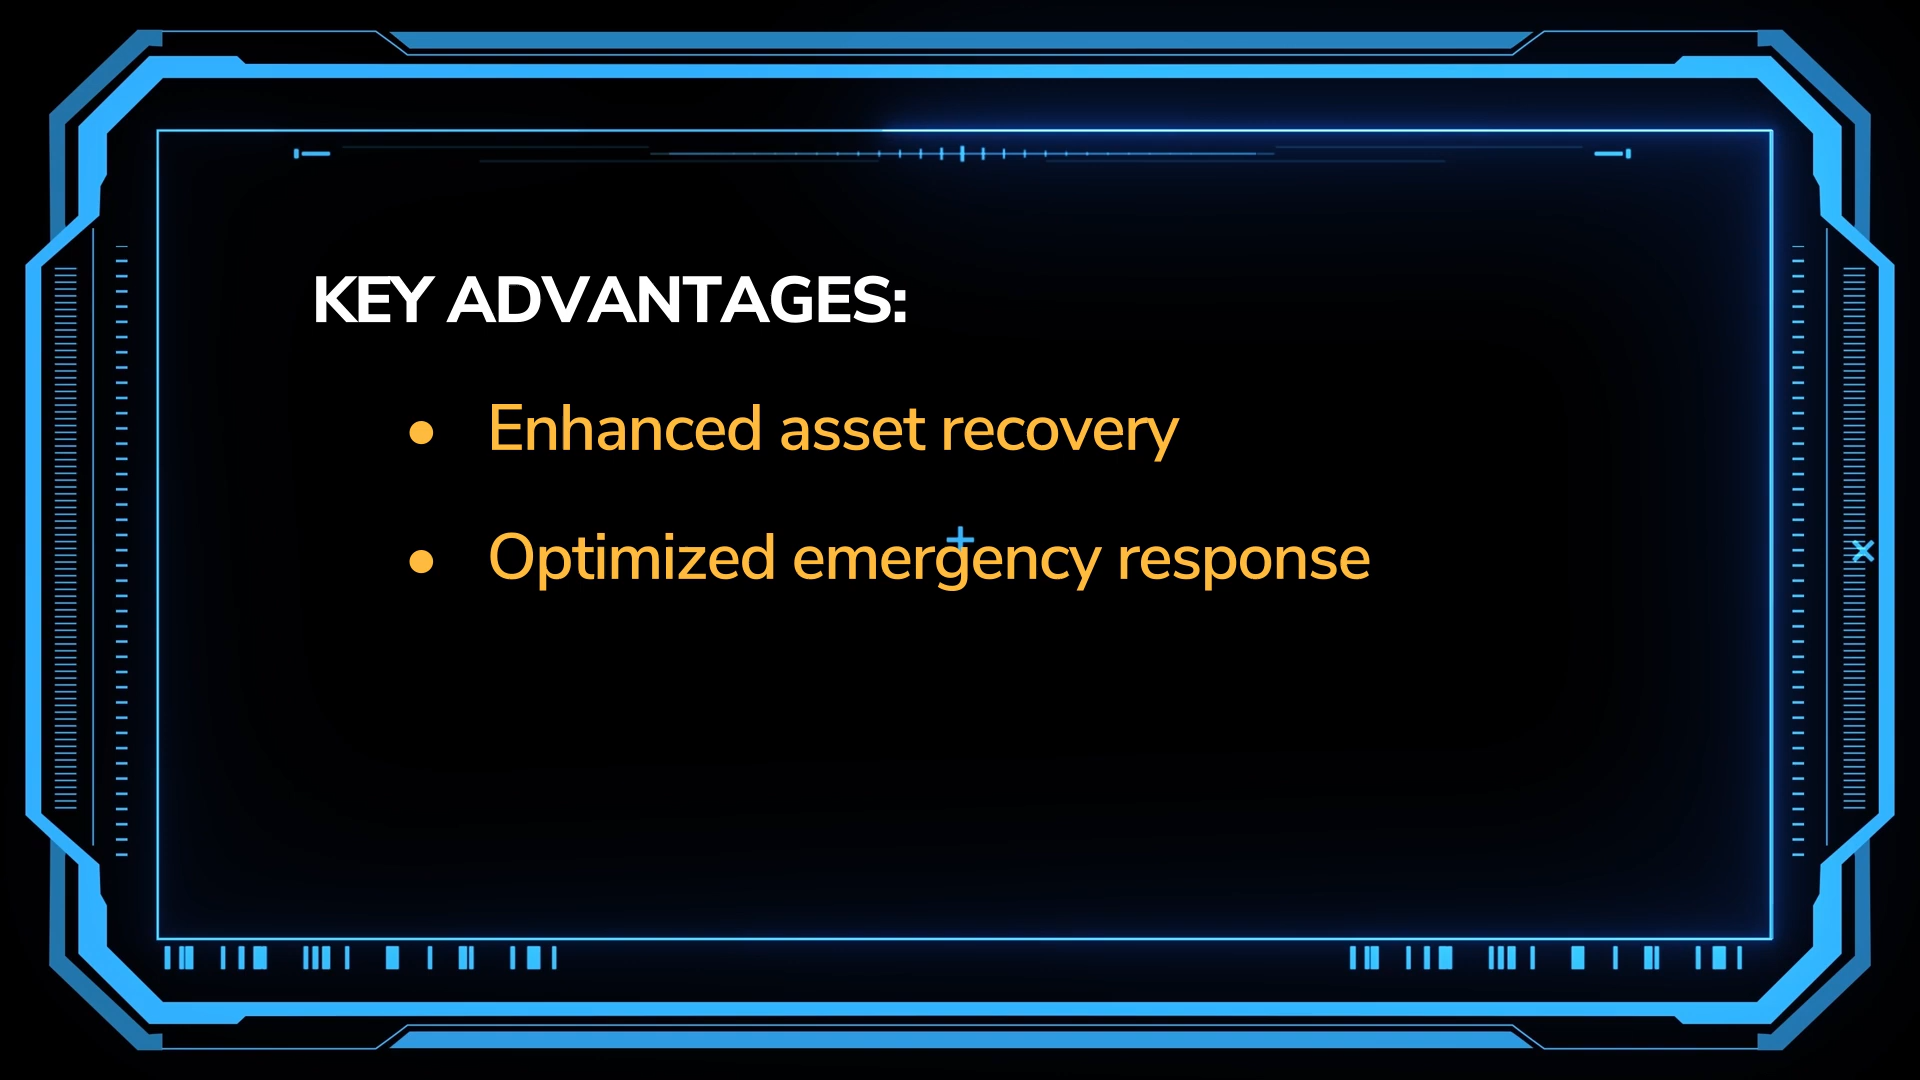 KEY ADVANTAGES:
• Enhanced asset recovery
• Optimized emergency response